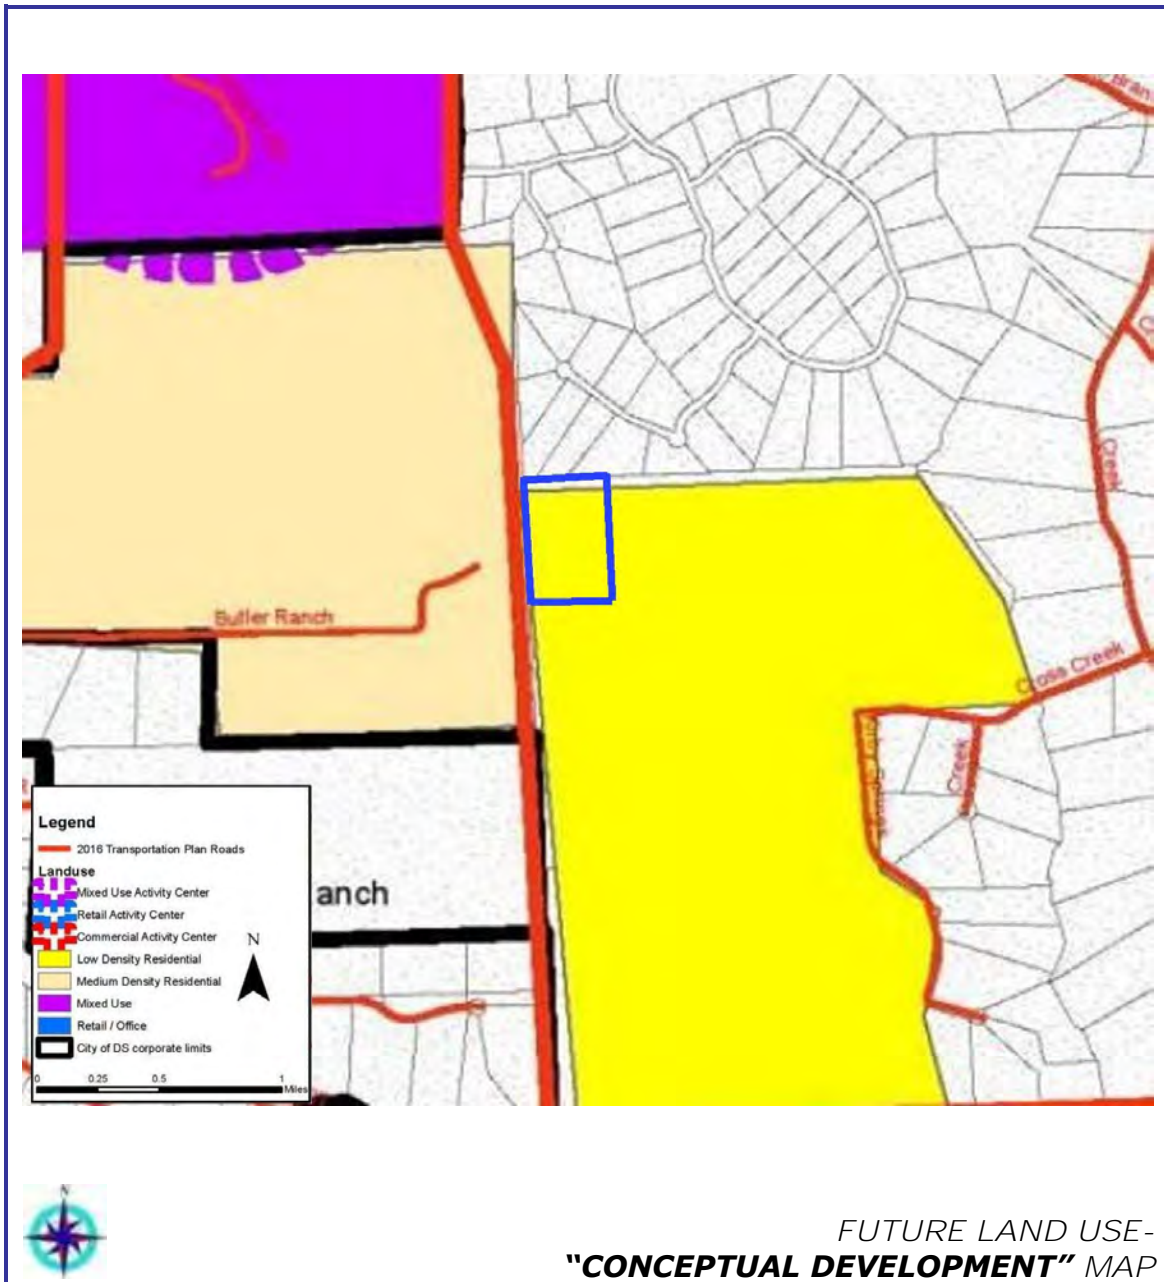 Bran
Creek
Butler Ranch
Cross Creek
Creek
anch
Legend
2016 Transportation Plan Roads
Landuse
Mixed Use Activity Center
Retail Activity Center
Commercial Activity Center
N
Low Density Residential
Medium Density Residential
Mixed Use
Retail / Office
City of DS corporate limits
0 0.25 0.5 1
Miles
N
FUTURE LAND USE-
“CONCEPTUAL DEVELOPMENT” MAP